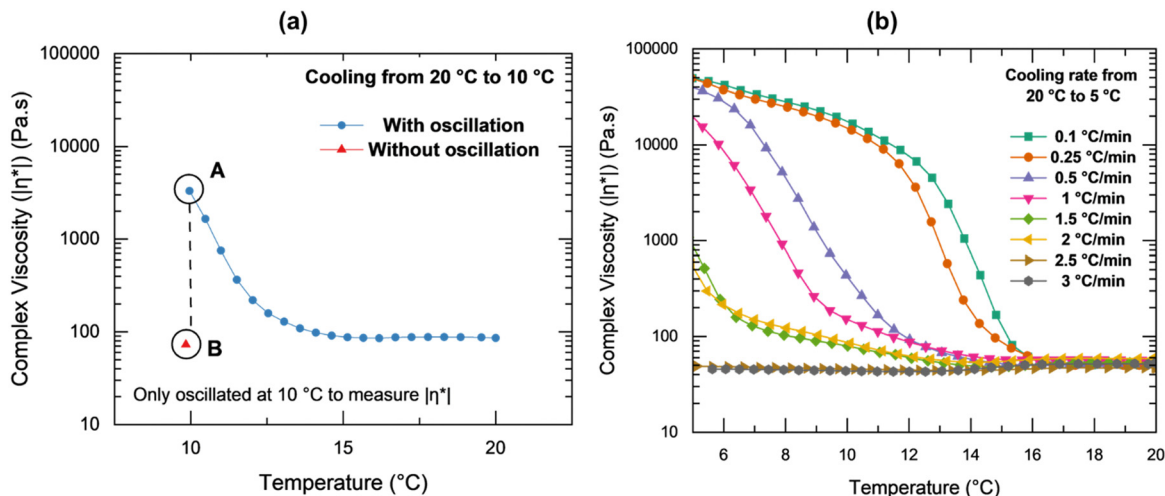 (a)
100000
10000
1000
100
10
Complex Viscosity (|η*|) (Pa.s)
Cooling from 20 °C to 10 °C
With oscillation
Without oscillation
A
B
Only oscillated at 10 °C to measure |η*|
10
15
20
Temperature (°C)
(b)
100000
10000
1000
100
10
Complex Viscosity (|η*|) (Pa.s)
Cooling rate from
20 °C to 5 °C
0.1 °C/min
0.25 °C/min
0.5 °C/min
1 °C/min
1.5 °C/min
2 °C/min
2.5 °C/min
3 °C/min
6 8 10 12 14 16 18 20
Temperature (°C)